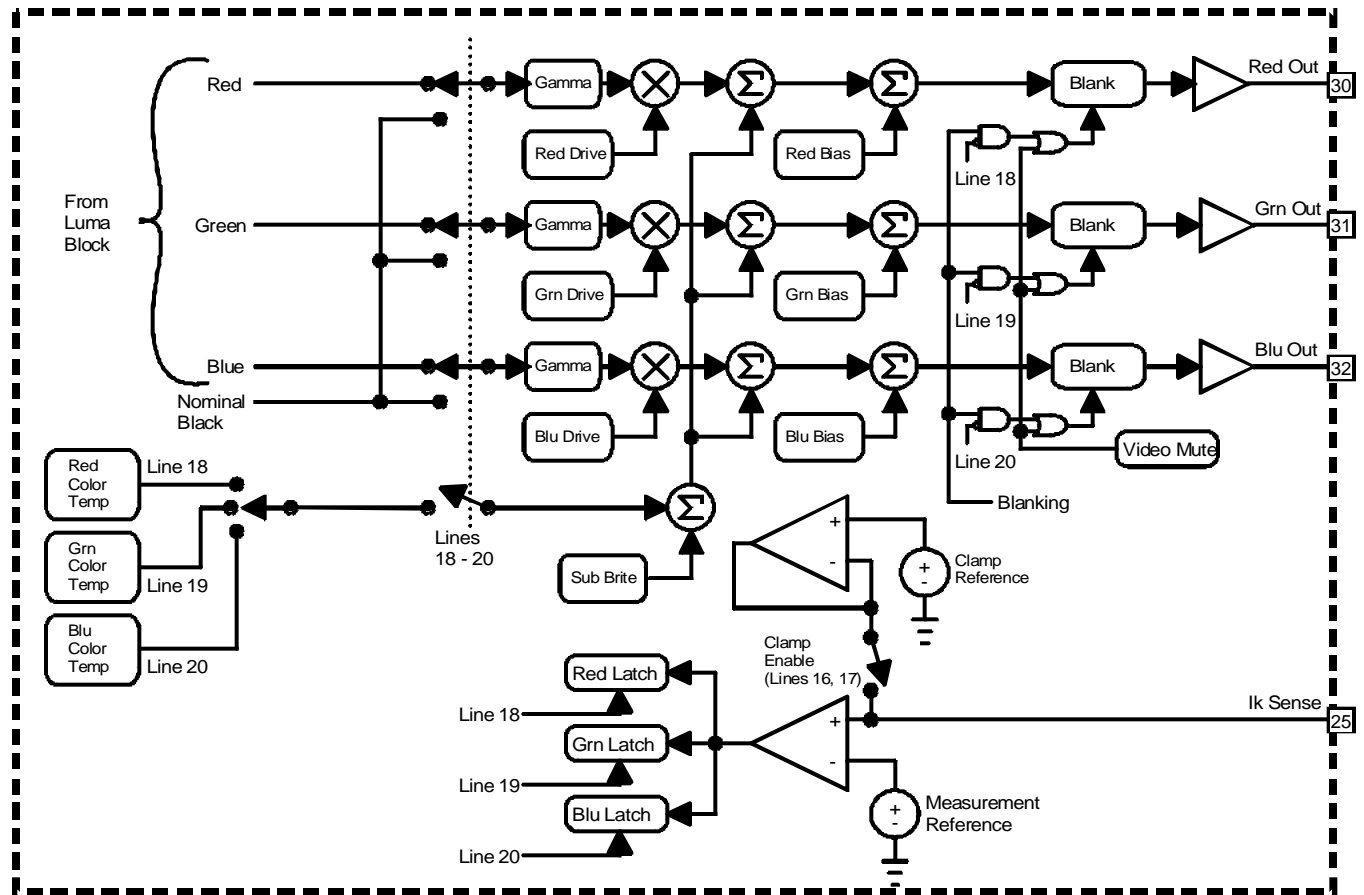 Red
Gamma
Blank
Red Out
30
Red Drive
Red Bias
Line 18
From
Luma
Block
Green
Gamma
Blank
Grn Out
31
Grn Drive
Grn Bias
Line 19
Blue
Gamma
Blank
Blu Out
32
Nominal
Black
Blu Drive
Blu Bias
Line 20
Video Mute
Blanking
Red
Color
Temp
Line 18
Grn
Color
Temp
Line 19
Blu
Color
Temp
Line 20
Lines
18 - 20
Sub Brite
Clamp
Reference
Clamp
Enable
(Lines 16, 17)
Red Latch
Line 18
Grn Latch
Line 19
Blu Latch
Line 20
Ik Sense
25
Measurement
Reference